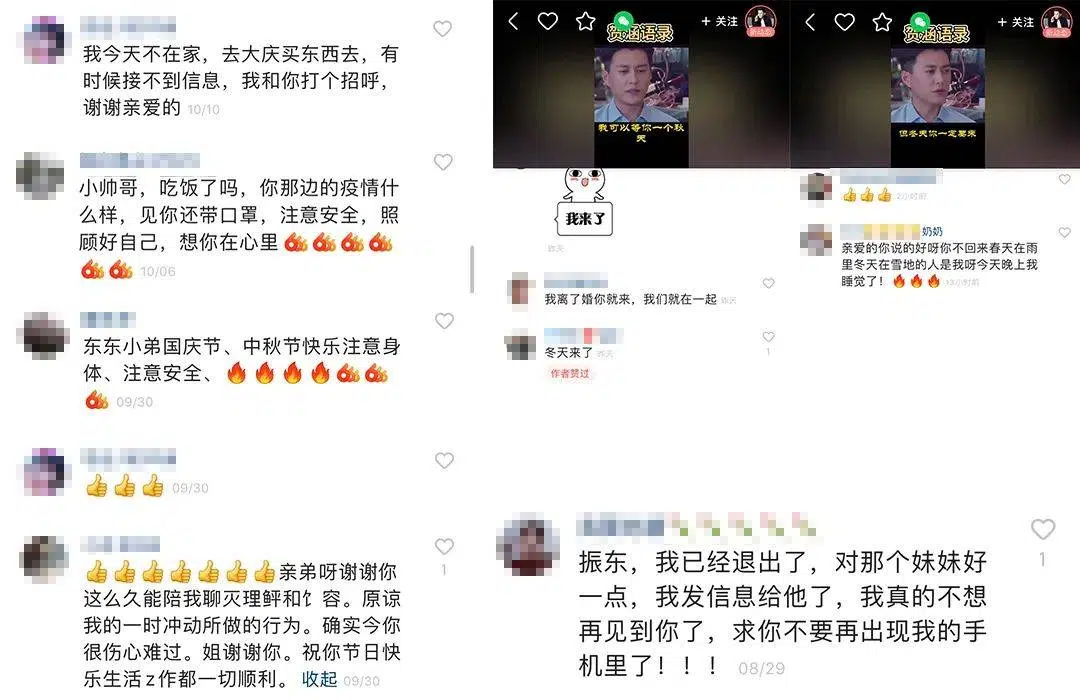 我今天不在家，去大庆买东西去，有
时候接不到信息，我和你打个招呼，
谢谢亲爱的 10/10
小帅哥，吃饭了吗，你那边的疫情什
么样，见你还带口罩，注意安全，照
顾好自己，想你在心里
10/06
东东小弟国庆节、中秋节快乐注意身
体、注意安全、
09/30
09/30
亲弟呀谢谢你
这么久能陪我聊灭理解和饣容。原谅
我的一时冲动所做的行为。确实今你
很伤心难过。姐谢谢你。祝你节日快
乐生活z作都一切顺利。 收起 09/30
1
+ 关注
新动态
贺涵语录
我可以等你一个秋
天
我来了
昨天
我离了婚你就来，我们就在一起 昨天
冬天来了 昨天
作者赞过
1
+ 关注
新动态
贺涵语录
但冬天你一定要来
2小时前
奶奶
亲爱的你说的好呀你不回来春天在雨
里冬天在雪地的人是我呀今天晚上我
睡觉了！ 13小时前
振东，我已经退出了，对那个妹妹好
一点，我发信息给他了，我真的不想
再见到你了，求你不要再出现我的手
机里了！！！ 08/29
1